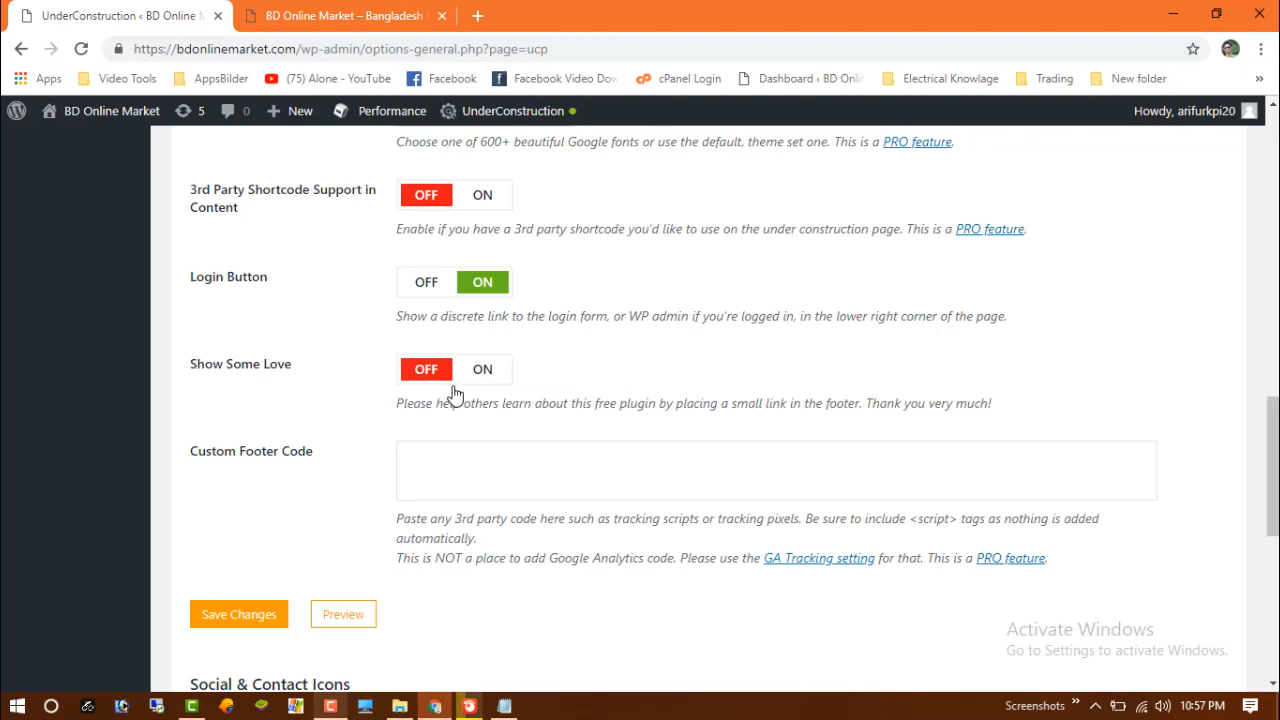 UnderConstruction ‹ BD Online M
BD Online Market – Bangladesh
https://bdonlinemarket.com/wp-admin/options-general.php?page=ucp
Apps
Video Tools
AppsBilder
(75) Alone - YouTube
Facebook
Facebook Video Dow
cPanel Login
Dashboard ‹ BD Onli
Electrical Knowlage
Trading
New folder
»
BD Online Market
5
0
New
Performance
UnderConstruction
Howdy, arifurkpi20
Choose one of 600+ beautiful Google fonts or use the default, theme set one. This is a PRO feature.
3rd Party Shortcode Support in
Content
OFF ON
Enable if you have a 3rd party shortcode you'd like to use on the under construction page. This is a PRO feature.
Login Button
OFF ON
Show a discrete link to the login form, or WP admin if you're logged in, in the lower right corner of the page.
Show Some Love
OFF ON
Please help others learn about this free plugin by placing a small link in the footer. Thank you very much!
Custom Footer Code
Paste any 3rd party code here such as tracking scripts or tracking pixels. Be sure to include <script> tags as nothing is added
automatically.
This is NOT a place to add Google Analytics code. Please use the GA Tracking setting for that. This is a PRO feature.
Save Changes
Preview
Activate Windows
Go to Settings to activate Windows.
Social & Contact Icons
Screenshots
»
10:57 PM